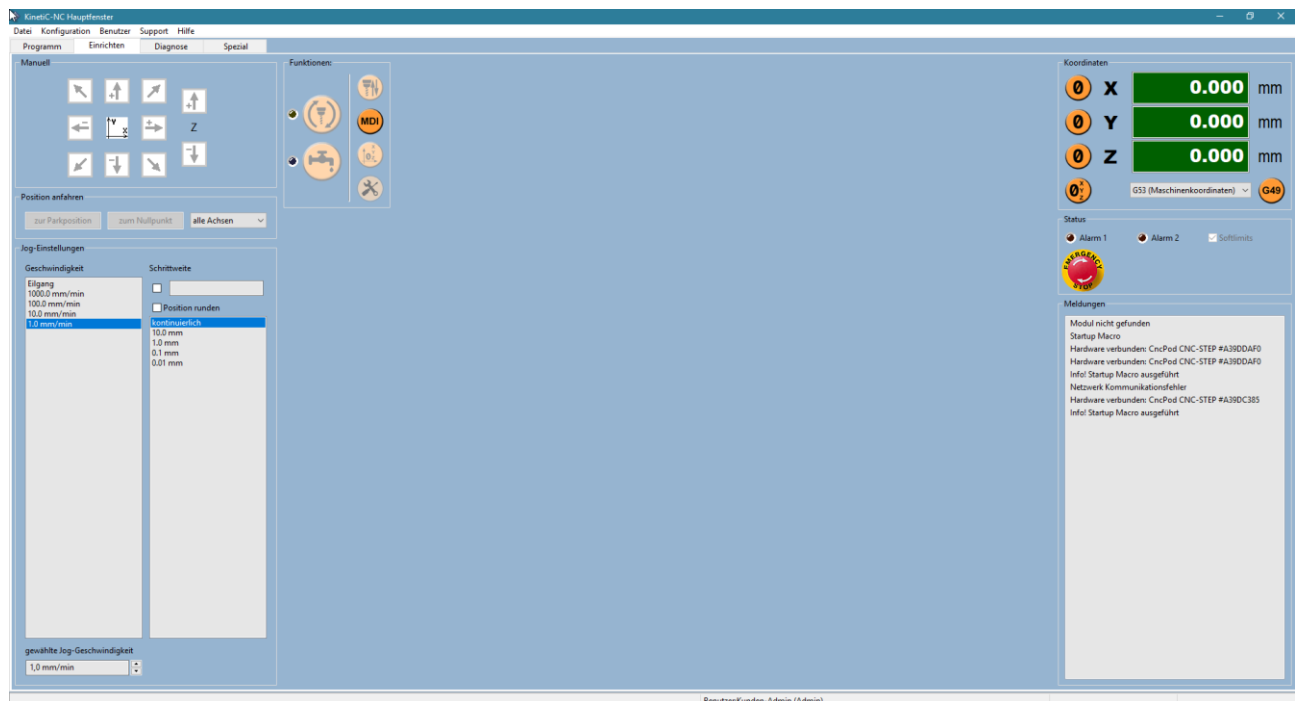 KinetiC-NC Hauptfenster
Datei Konfiguration Benutzer Support Hilfe
Programm Einrichten Diagnose Spezial
Manuell
+
+
Y
X
−
+
Z
−
−
Position anfahren
zur Parkposition zum Nullpunkt alle Achsen
Jog-Einstellungen
Geschwindigkeit
Eilgang
1000.0 mm/min
100.0 mm/min
10.0 mm/min
1.0 mm/min
Schrittweite
Position runden
kontinuierlich
10.0 mm
1.0 mm
0.1 mm
0.01 mm
gewählte Jog-Geschwindigkeit
1,0 mm/min
Funktionen:
MDI
Koordinaten
0 X 0.000 mm
0 Y 0.000 mm
0 Z 0.000 mm
0 X Y Z G53 (Maschinenkoordinaten) G49
Status
Alarm 1 Alarm 2 Softlimits
EMERGENCY
STOP
Meldungen
Modul nicht gefunden
Startup Macro
Hardware verbunden: CncPod CNC-STEP #A39DDAF0
Hardware verbunden: CncPod CNC-STEP #A39DDAF0
Info! Startup Macro ausgeführt
Netzwerk Kommunikationsfehler
Hardware verbunden: CncPod CNC-STEP #A39DC385
Info! Startup Macro ausgeführt